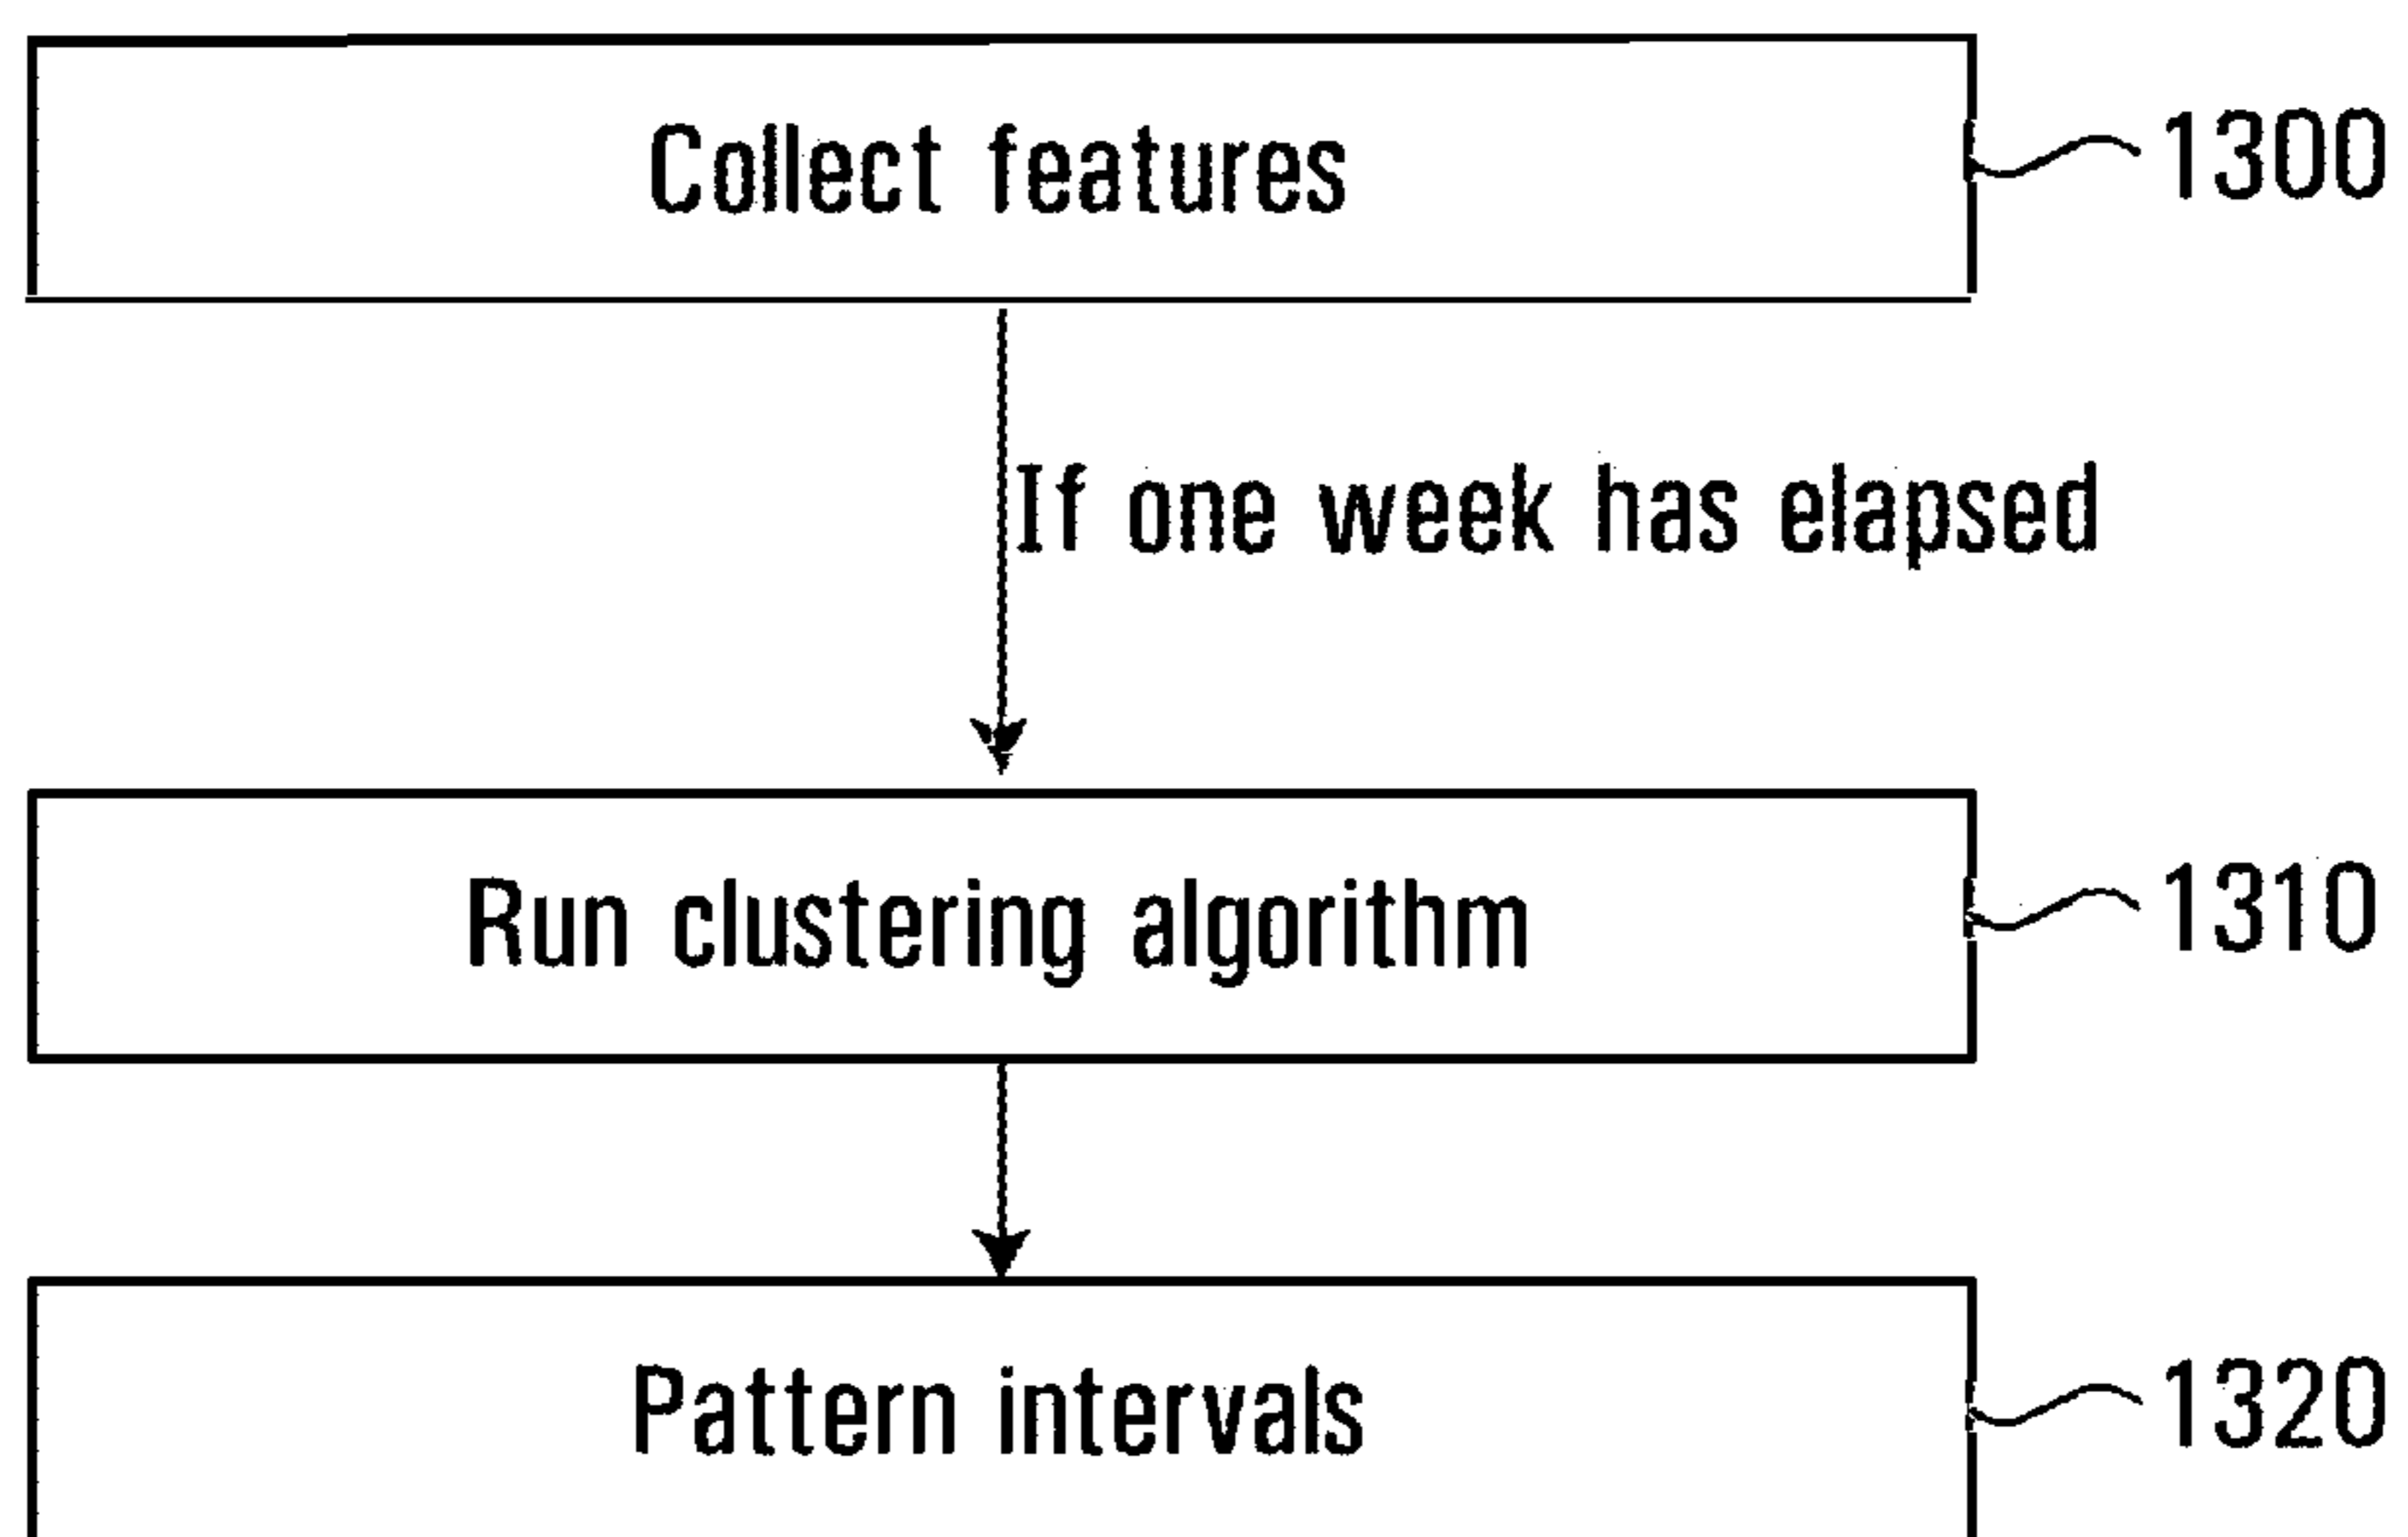 Collect features
1300
If one week has elapsed
Run clustering algorithm
1310
Pattern intervals
1320